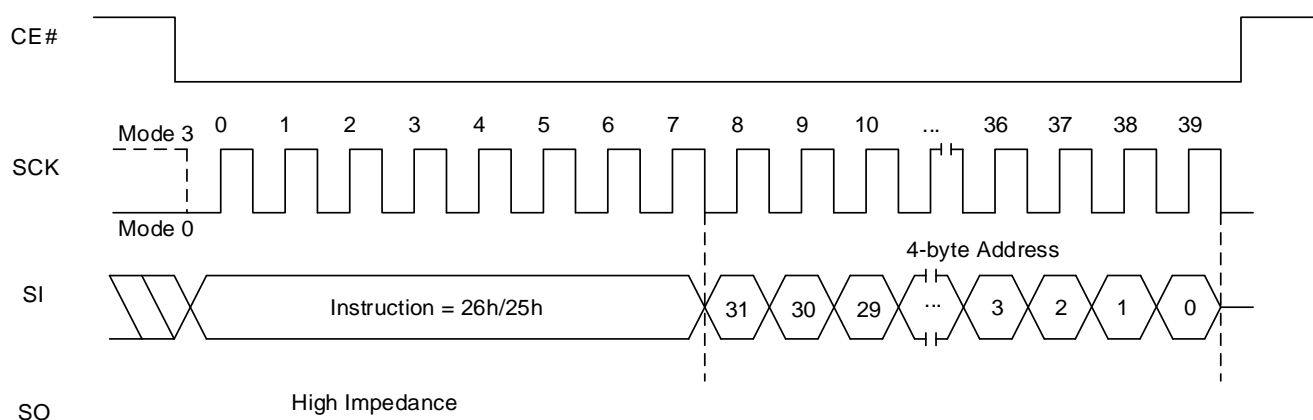 CE#
Mode 3
0 1 2 3 4 5 6 7 8 9 10 ... 36 37 38 39
SCK
Mode 0
4-byte Address
SI
Instruction = 26h/25h
31 30 29 ... 3 2 1 0
High Impedance
SO